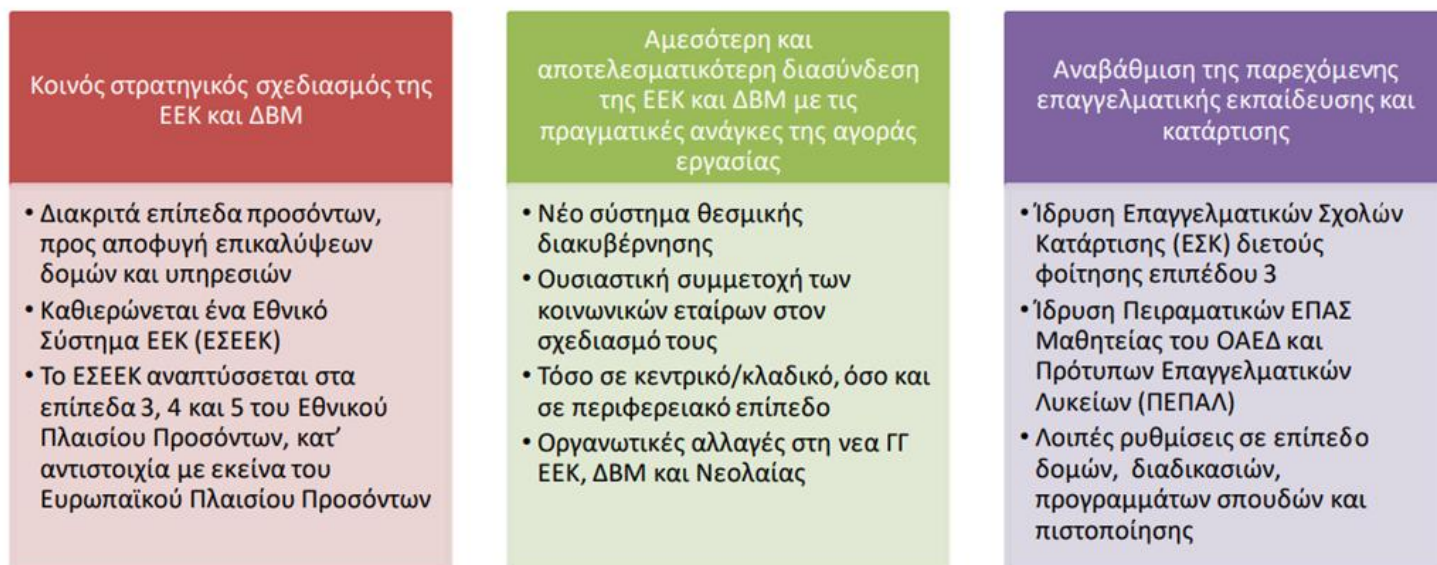 Κοινός στρατηγικός σχεδιασμός της
ΕΕΚ και ΔΒΜ
• Διακριτά επίπεδα προσόντων,
προς αποφυγή επικαλύψεων
δομών και υπηρεσιών
• Καθιερώνεται ένα Εθνικό
Σύστημα ΕΕΚ (ΕΣΕΕΚ)
• Το ΕΣΕΕΚ αναπτύσσεται στα
επίπεδα 3, 4 και 5 του Εθνικού
Πλαισίου Προσόντων, κατ’
αντιστοιχία με εκείνα του
Ευρωπαϊκού Πλαισίου Προσόντων
Αμεσότερη και
αποτελεσματικότερη διασύνδεση
της ΕΕΚ και ΔΒΜ με τις
πραγματικές ανάγκες της αγοράς
εργασίας
• Νέο σύστημα θεσμικής
διακυβέρνησης
• Ουσιαστική συμμετοχή των
κοινωνικών εταίρων στον
σχεδιασμό τους
• Τόσο σε κεντρικό/κλαδικό, όσο και
σε περιφερειακό επίπεδο
• Οργανωτικές αλλαγές στη νεα ΓΓ
ΕΕΚ, ΔΒΜ και Νεολαίας
Αναβάθμιση της παρεχόμενης
επαγγελματικής εκπαίδευσης και
κατάρτισης
• Ίδρυση Επαγγελματικών Σχολών
Κατάρτισης (ΕΣΚ) διετούς
φοίτησης επιπέδου 3
• Ίδρυση Πειραματικών ΕΠΑΣ
Μαθητείας του ΟΑΕΔ και
Πρότυπων Επαγγελματικών
Λυκείων (ΠΕΠΑΛ)
• Λοιπές ρυθμίσεις σε επίπεδο
δομών, διαδικασιών,
προγραμμάτων σπουδών και
πιστοποίησης